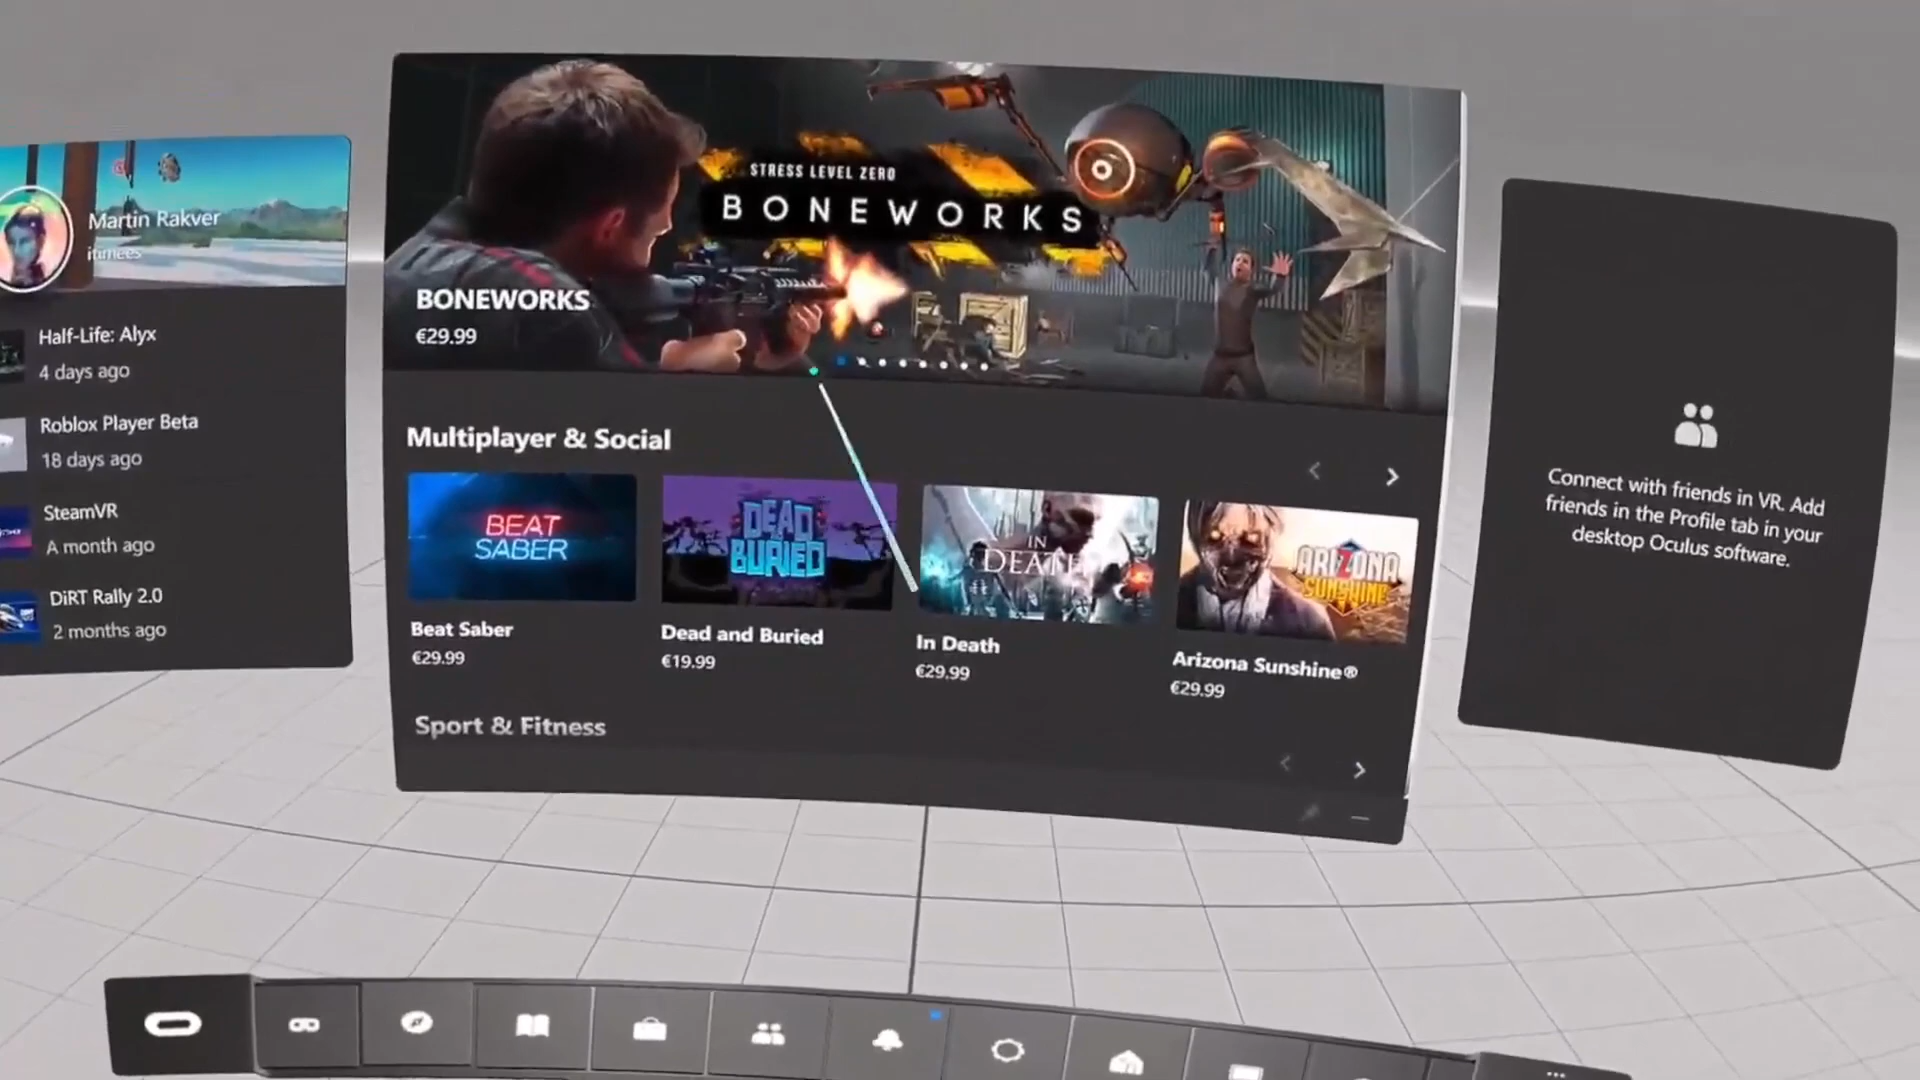 Martin Rakver
itimees
Half-Life: Alyx
4 days ago
Roblox Player Beta
18 days ago
SteamVR
A month ago
DiRT Rally 2.0
2 months ago
STRESS LEVEL ZERO
BONEWORKS
BONEWORKS
€29.99
Multiplayer & Social
BEAT
SABER
DEAD
BURIED
IN
DEATH
ARIZONA
SUNSHINE
Beat Saber
€29.99
Dead and Buried
€19.99
In Death
€29.99
Arizona Sunshine®
€29.99
Sport & Fitness
Connect with friends in VR. Add
friends in the Profile tab in your
desktop Oculus software.